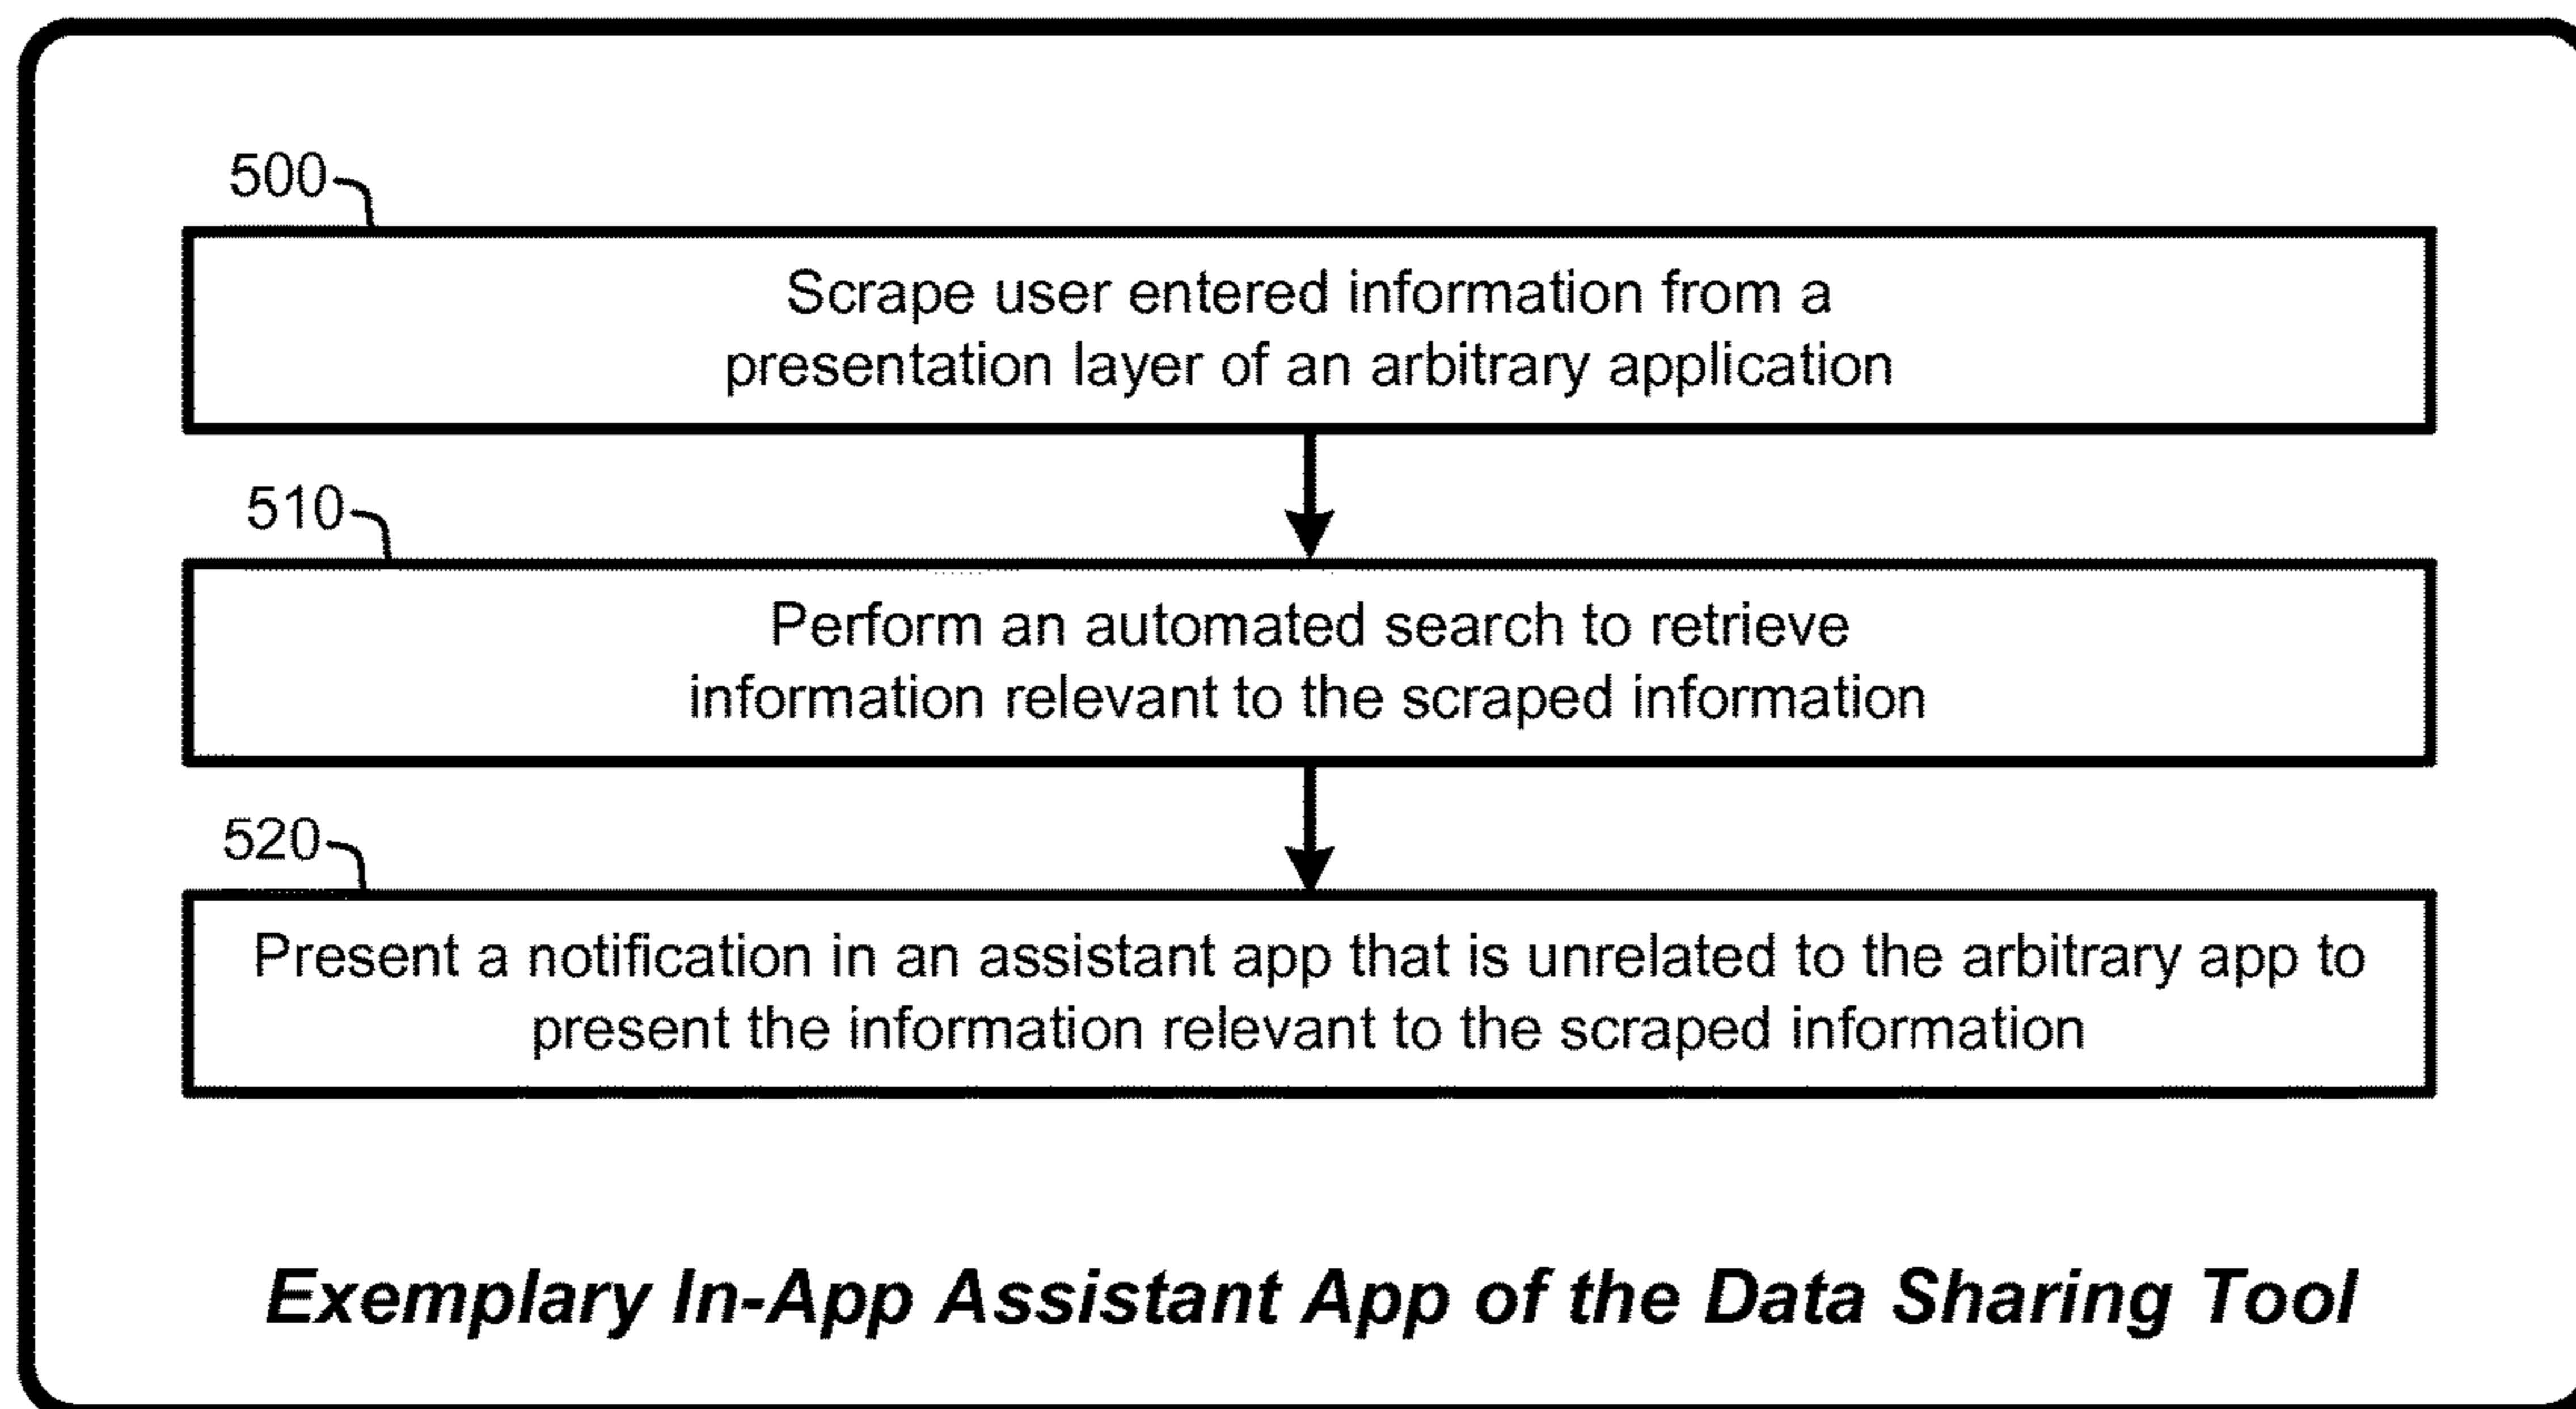 500
Scrape user entered information from a
presentation layer of an arbitrary application
510
Perform an automated search to retrieve
information relevant to the scraped information
520
Present a notification in an assistant app that is unrelated to the arbitrary app to
present the information relevant to the scraped information
Exemplary In-App Assistant App of the Data Sharing Tool